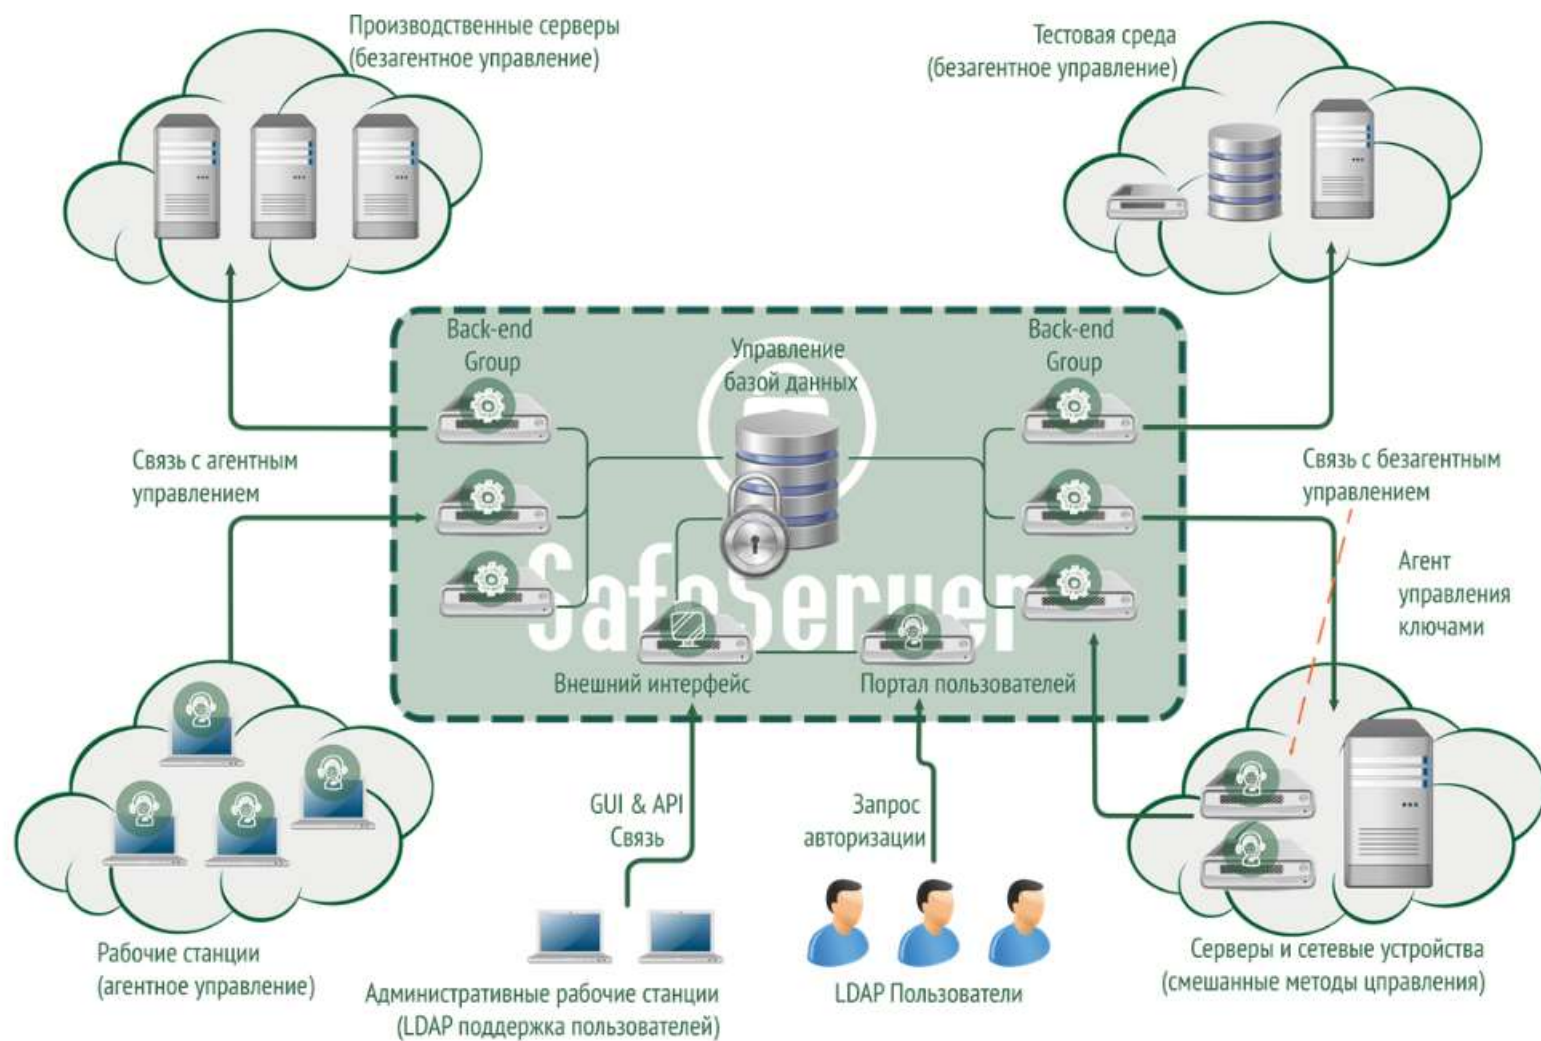 Производственные серверы
(безагентное управление)
Тестовая среда
(безагентное управление)
Back-end
Group
Управление
базой данных
Back-end
Group
Связь с агентным
управлением
Связь с безагентным
управлением
Агент
управления
ключами
SafeServer
Внешний интерфейс
Портал пользователей
GUI & API
Связь
Запрос
авторизации
Рабочие станции
(агентное управление)
Административные рабочие станции
(LDAP поддержка пользователей)
LDAP Пользователи
Серверы и сетевые устройства
(смешанные методы цправления)